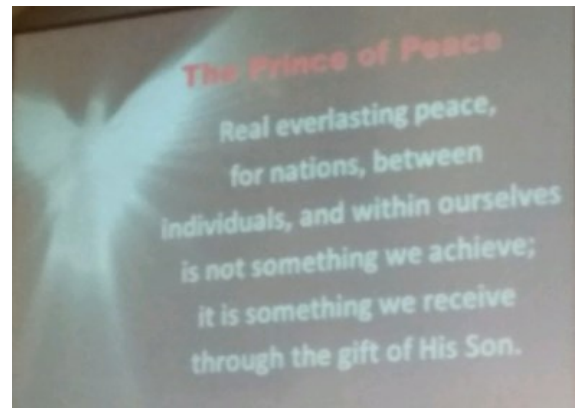 The Prince of Peace
Real everlasting peace,
for nations, between
individuals, and within ourselves
is not something we achieve;
it is something we receive
through the gift of His Son.